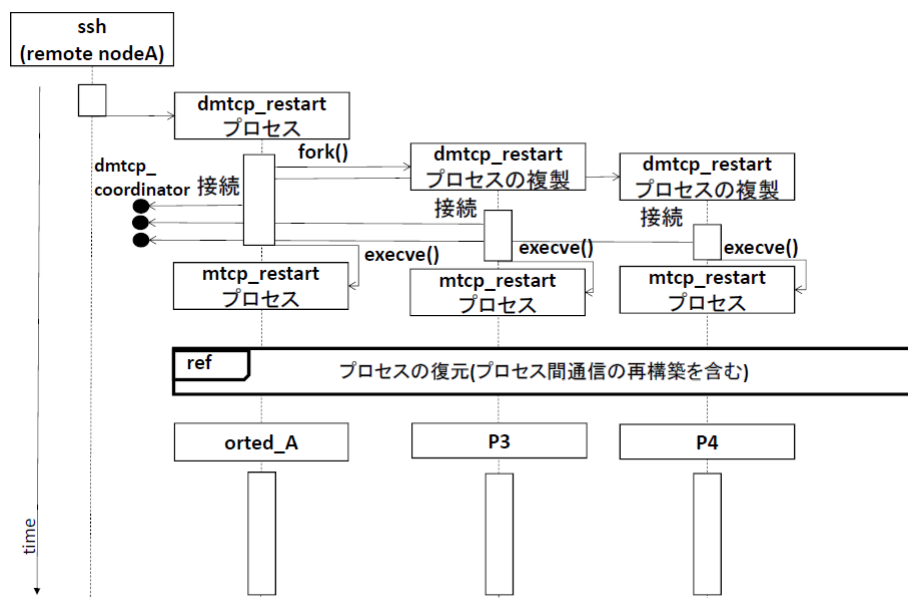 ssh
(remote nodeA)
dmtcp_restart
プロセス
fork()
dmtcp_restart
プロセスの複製
dmtcp_restart
プロセスの複製
dmtcp_
coordinator
接続
接続
接続
execve()
execve()
execve()
mtcp_restart
プロセス
mtcp_restart
プロセス
mtcp_restart
プロセス
ref
プロセスの復元(プロセス間通信の再構築を含む)
orted_A
P3
P4
time